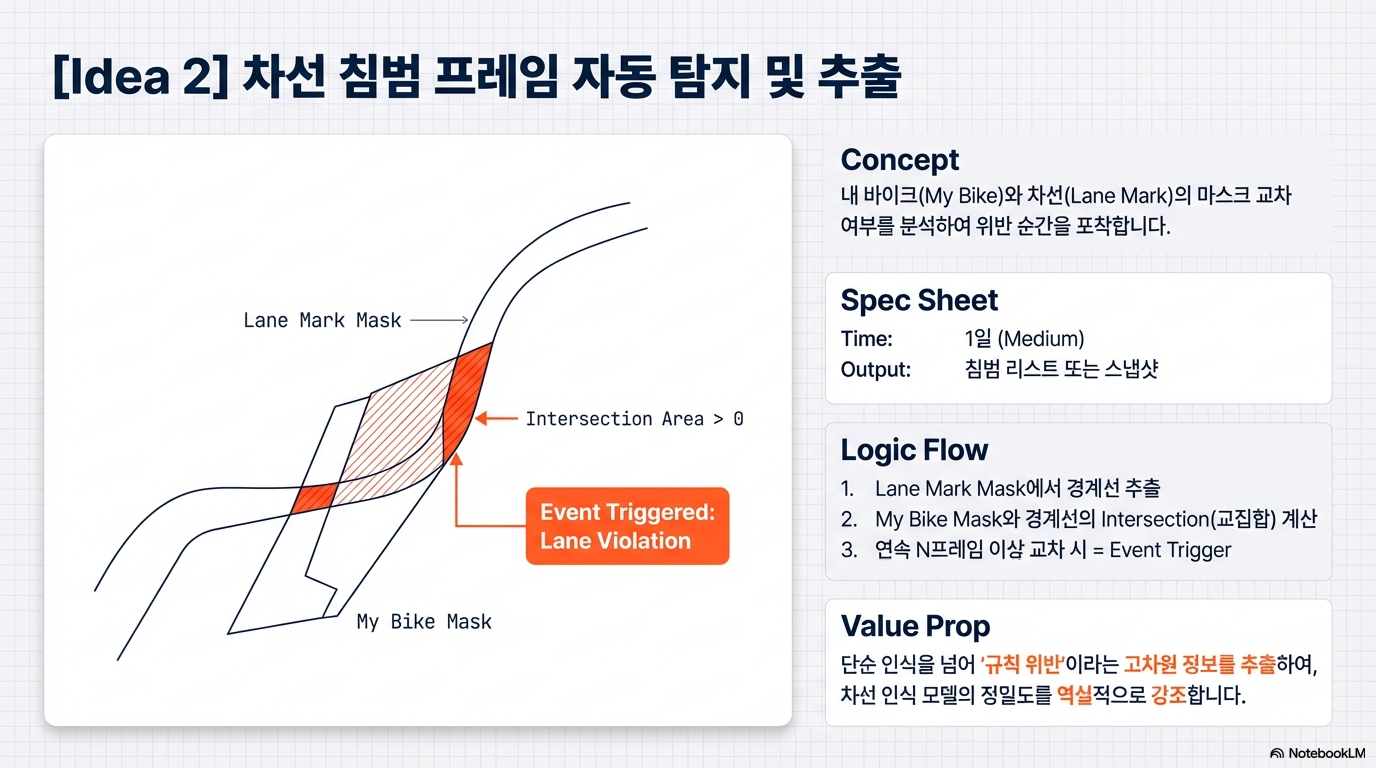 [Idea 2] 차선 침범 프레임 자동 탐지 및 추출
Lane Mark Mask
Intersection Area > 0
Event Triggered:
Lane Violation
My Bike Mask
Concept
내 바이크(My Bike)와 차선(Lane Mark)의 마스크 교차
여부를 분석하여 위반 순간을 포착합니다.
Spec Sheet
Time: 1일 (Medium)
Output: 침범 리스트 또는 스냅샷
Logic Flow
1. Lane Mark Mask에서 경계선 추출
2. My Bike Mask와 경계선의 Intersection(교집합) 계산
3. 연속 N프레임 이상 교차 시 = Event Trigger
Value Prop
단순 인식을 넘어 '규칙 위반'이라는 고차원 정보를 추출하여,
차선 인식 모델의 정밀도를 역실적으로 강조합니다.
NotebookLM